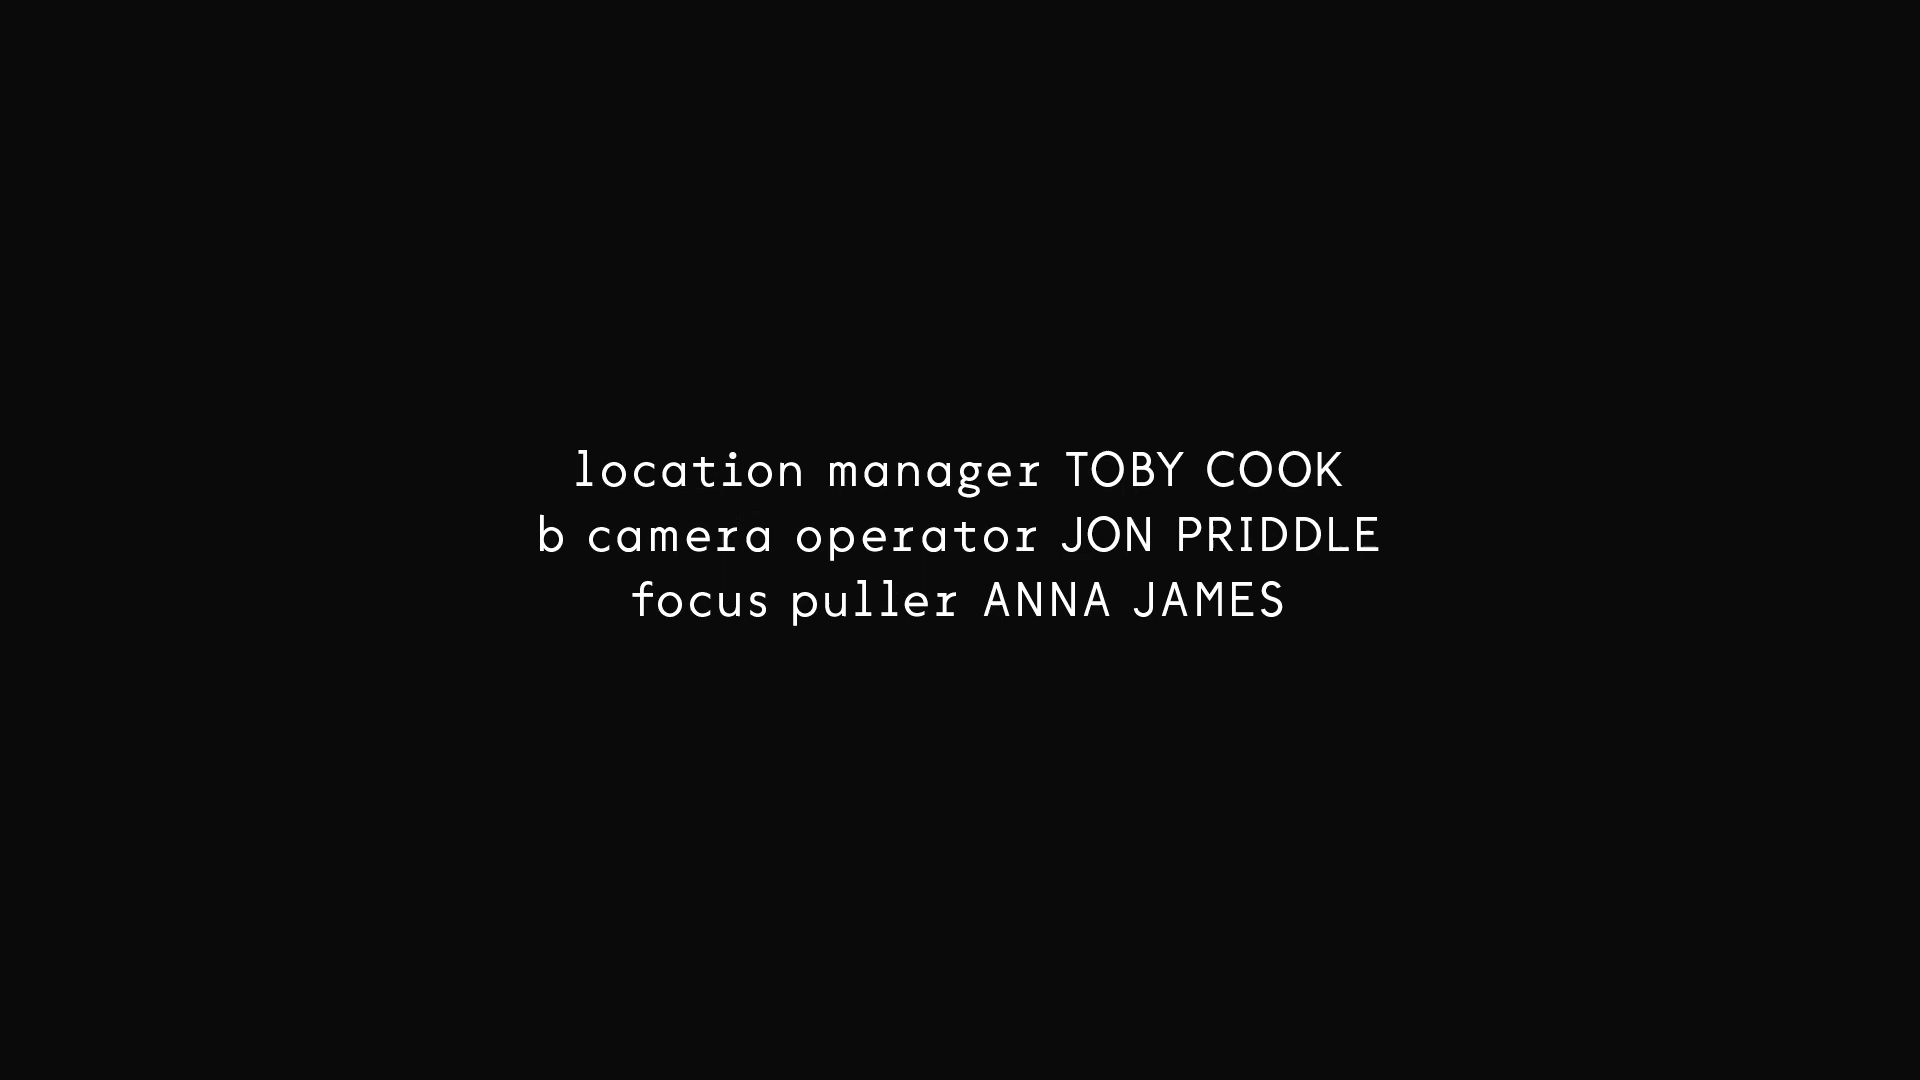 location manager TOBY COOK
b camera operator JON PRIDDLE
focus puller ANNA JAMES